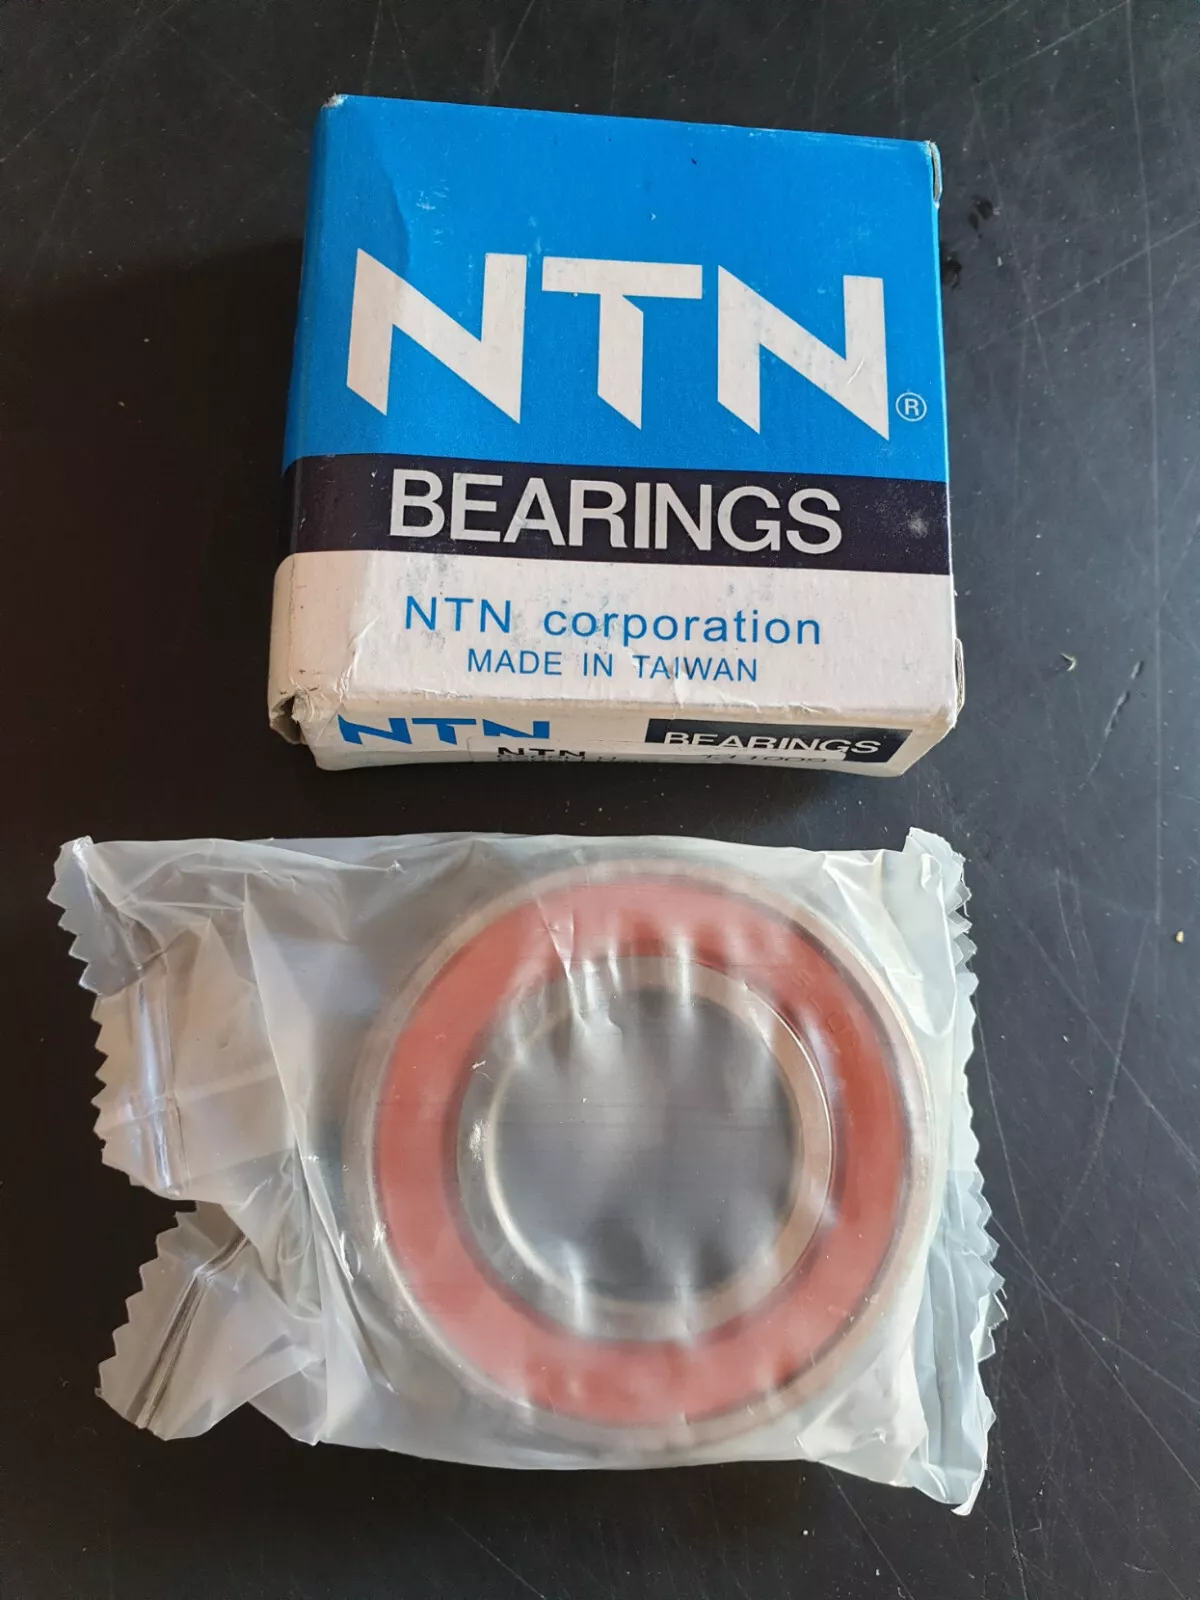 NTN®
BEARINGS
NTN corporation
MADE IN TAIWAN
NTN BEARINGS
NTN